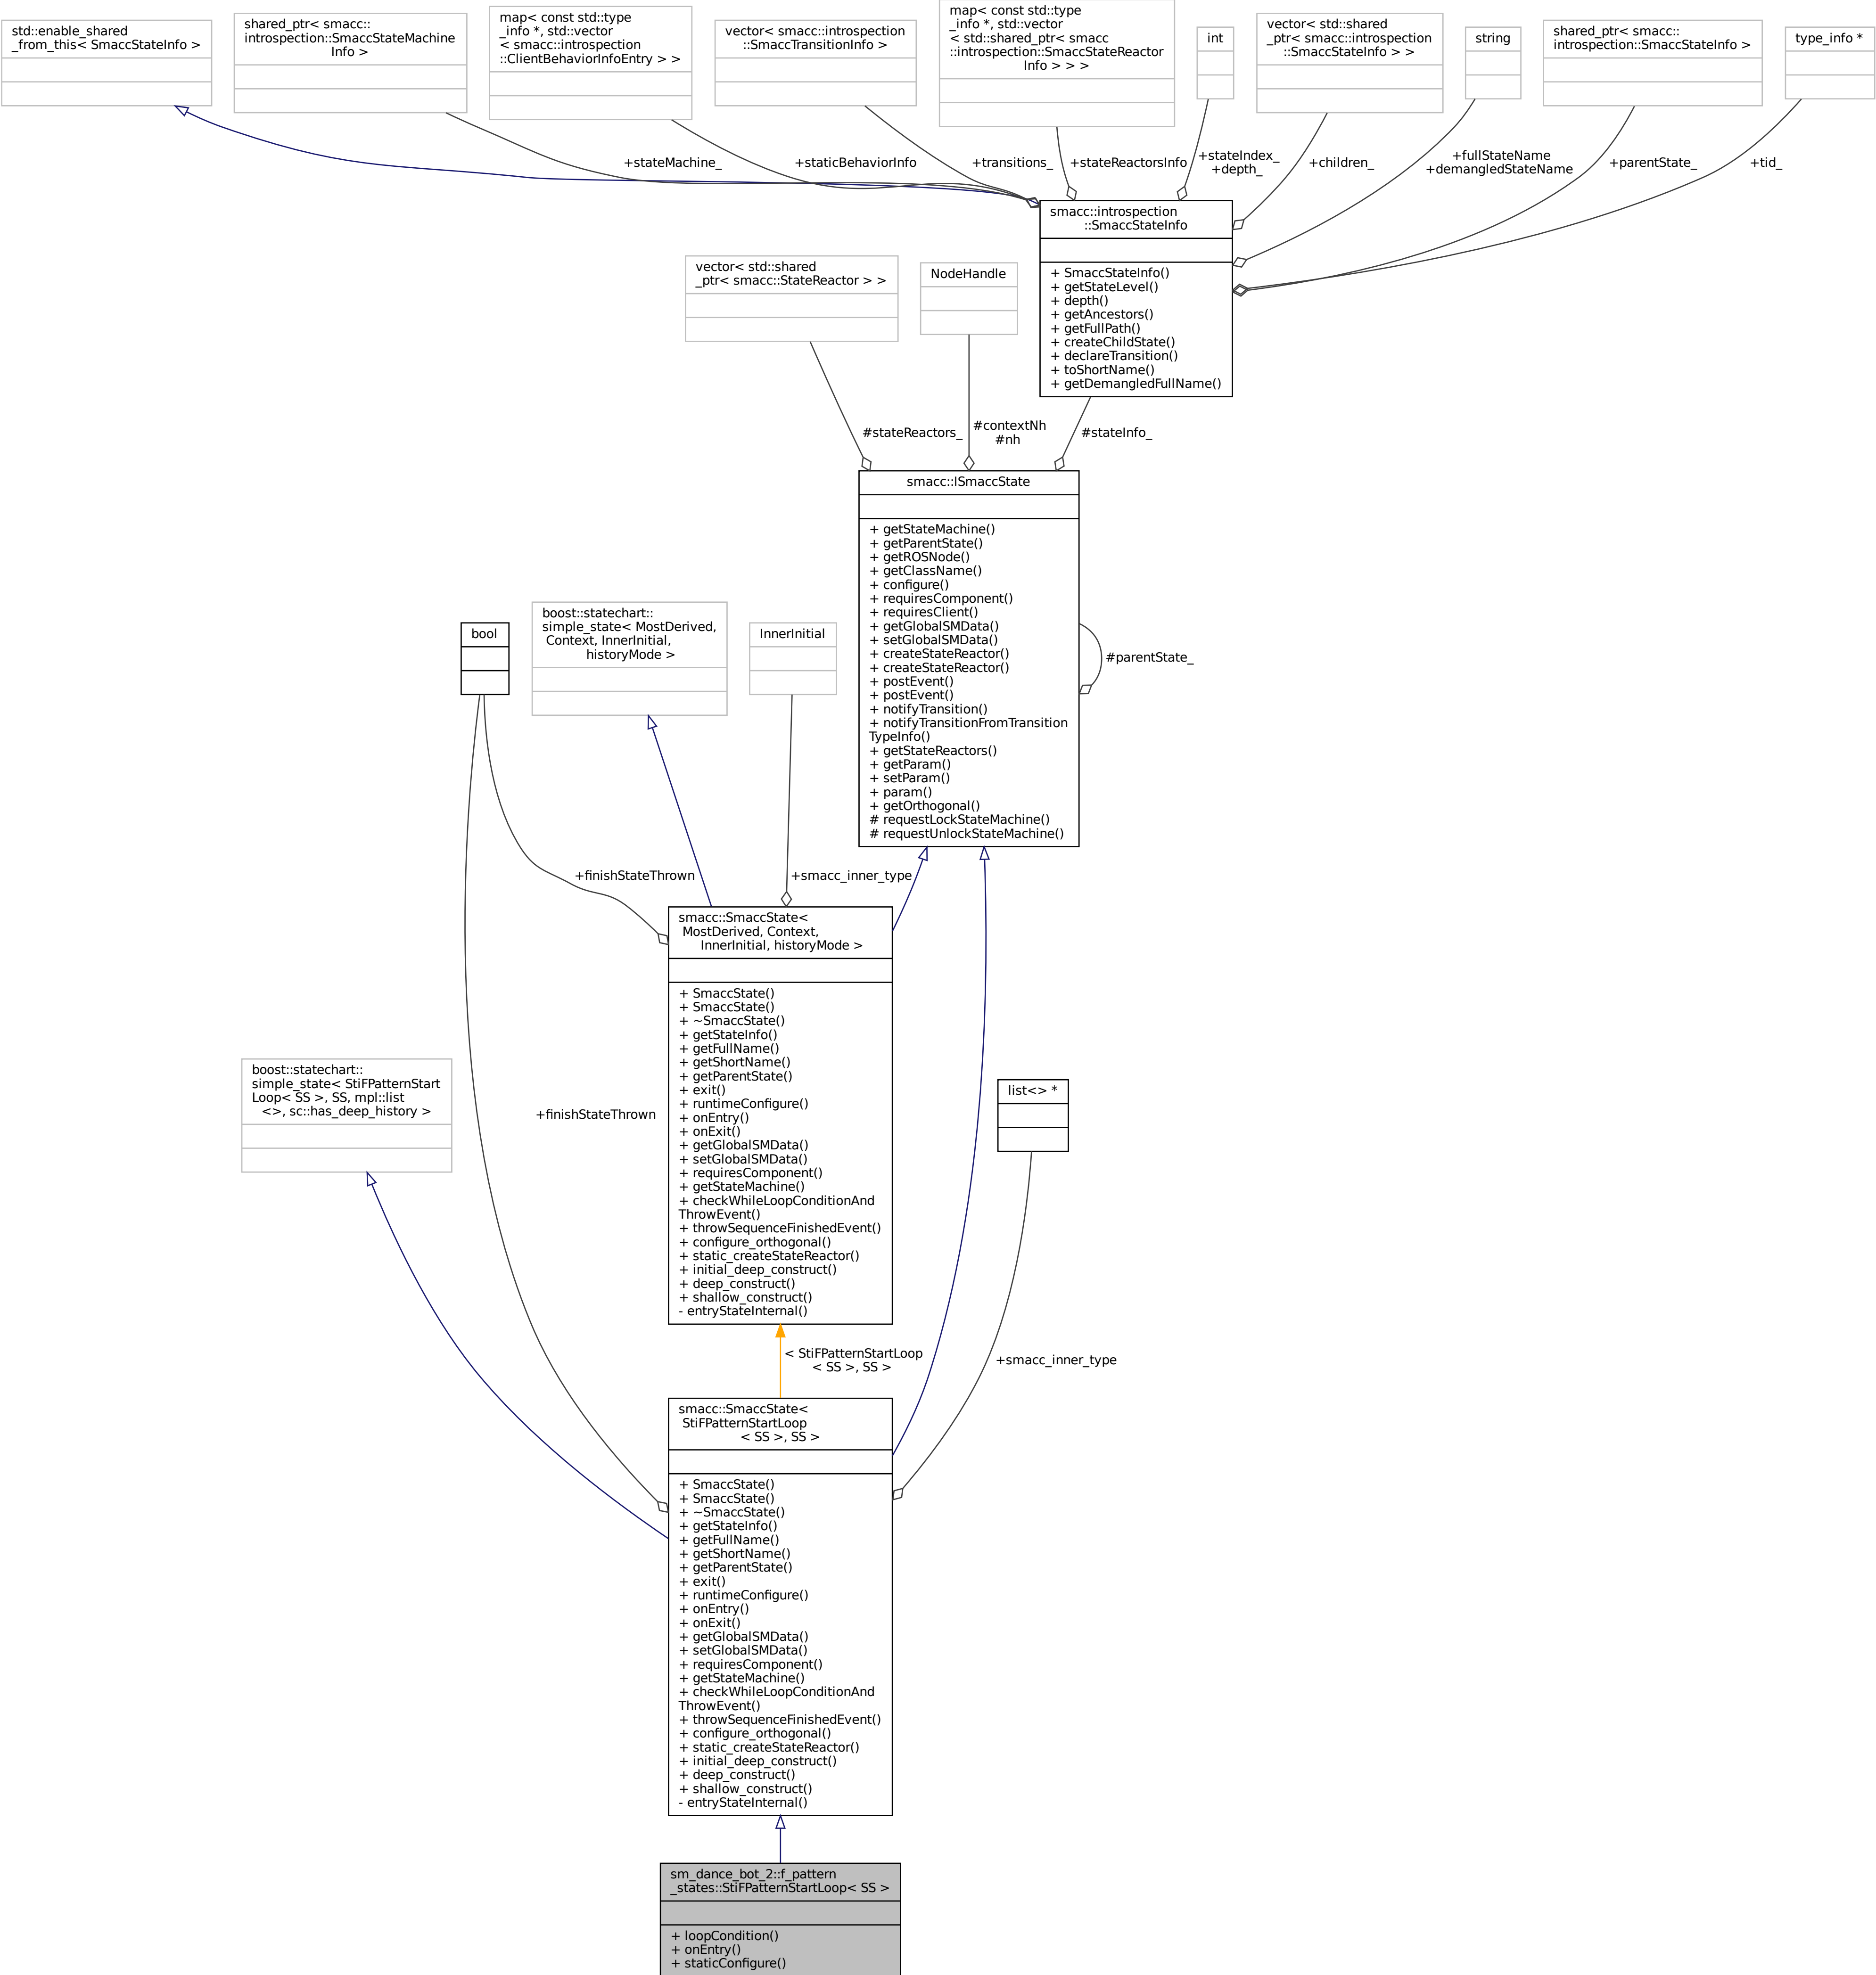 std::enable_shared
_from_this< SmaccStateInfo >
shared_ptr< smacc::
introspection::SmaccStateMachine
Info >
map< const std::type
_info *, std::vector
< smacc::introspection
::ClientBehaviorInfoEntry > >
vector< smacc::introspection
::SmaccTransitionInfo >
map< const std::type
_info *, std::vector
< std::shared_ptr< smacc
::introspection::SmaccStateReactor
Info > > >
int
vector< std::shared
_ptr< smacc::introspection
::SmaccStateInfo > >
string
shared_ptr< smacc::
introspection::SmaccStateInfo >
type_info *
+stateMachine_
+staticBehaviorInfo
+transitions_
+stateReactorsInfo
+stateIndex_
+depth_
+children_
+fullStateName
+demangledStateName
+parentState_
+tid_
smacc::introspection
::SmaccStateInfo
+ SmaccStateInfo()
+ getStateLevel()
+ depth()
+ getAncestors()
+ getFullPath()
+ createChildState()
+ declareTransition()
+ toShortName()
+ getDemangledFullName()
vector< std::shared
_ptr< smacc::StateReactor > >
NodeHandle
#stateReactors_
#contextNh
#nh
#stateInfo_
smacc::ISmaccState
+ getStateMachine()
+ getParentState()
+ getROSNode()
+ getClassName()
+ configure()
+ requiresComponent()
+ requiresClient()
+ getGlobalSMData()
+ setGlobalSMData()
+ createStateReactor()
+ createStateReactor()
+ postEvent()
+ postEvent()
+ notifyTransition()
+ notifyTransitionFromTransition
TypeInfo()
+ getStateReactors()
+ getParam()
+ setParam()
+ param()
+ getOrthogonal()
# requestLockStateMachine()
# requestUnlockStateMachine()
#parentState_
bool
boost::statechart::
simple_state< MostDerived,
Context, InnerInitial,
historyMode >
InnerInitial
+finishStateThrown
+smacc_inner_type
smacc::SmaccState<
MostDerived, Context,
InnerInitial, historyMode >
+ SmaccState()
+ SmaccState()
+ ~SmaccState()
+ getStateInfo()
+ getFullName()
+ getShortName()
+ getParentState()
+ exit()
+ runtimeConfigure()
+ onEntry()
+ onExit()
+ getGlobalSMData()
+ setGlobalSMData()
+ requiresComponent()
+ getStateMachine()
+ checkWhileLoopConditionAnd
ThrowEvent()
+ throwSequenceFinishedEvent()
+ configure_orthogonal()
+ static_createStateReactor()
+ initial_deep_construct()
+ deep_construct()
+ shallow_construct()
- entryStateInternal()
boost::statechart::
simple_state< StiFPatternStart
Loop< SS >, SS, mpl::list
<>, sc::has_deep_history >
+finishStateThrown
list<> *
< StiFPatternStartLoop
< SS >, SS >
+smacc_inner_type
smacc::SmaccState<
StiFPatternStartLoop
< SS >, SS >
+ SmaccState()
+ SmaccState()
+ ~SmaccState()
+ getStateInfo()
+ getFullName()
+ getShortName()
+ getParentState()
+ exit()
+ runtimeConfigure()
+ onEntry()
+ onExit()
+ getGlobalSMData()
+ setGlobalSMData()
+ requiresComponent()
+ getStateMachine()
+ checkWhileLoopConditionAnd
ThrowEvent()
+ throwSequenceFinishedEvent()
+ configure_orthogonal()
+ static_createStateReactor()
+ initial_deep_construct()
+ deep_construct()
+ shallow_construct()
- entryStateInternal()
sm_dance_bot_2::f_pattern
_states::StiFPatternStartLoop< SS >
+ loopCondition()
+ onEntry()
+ staticConfigure()